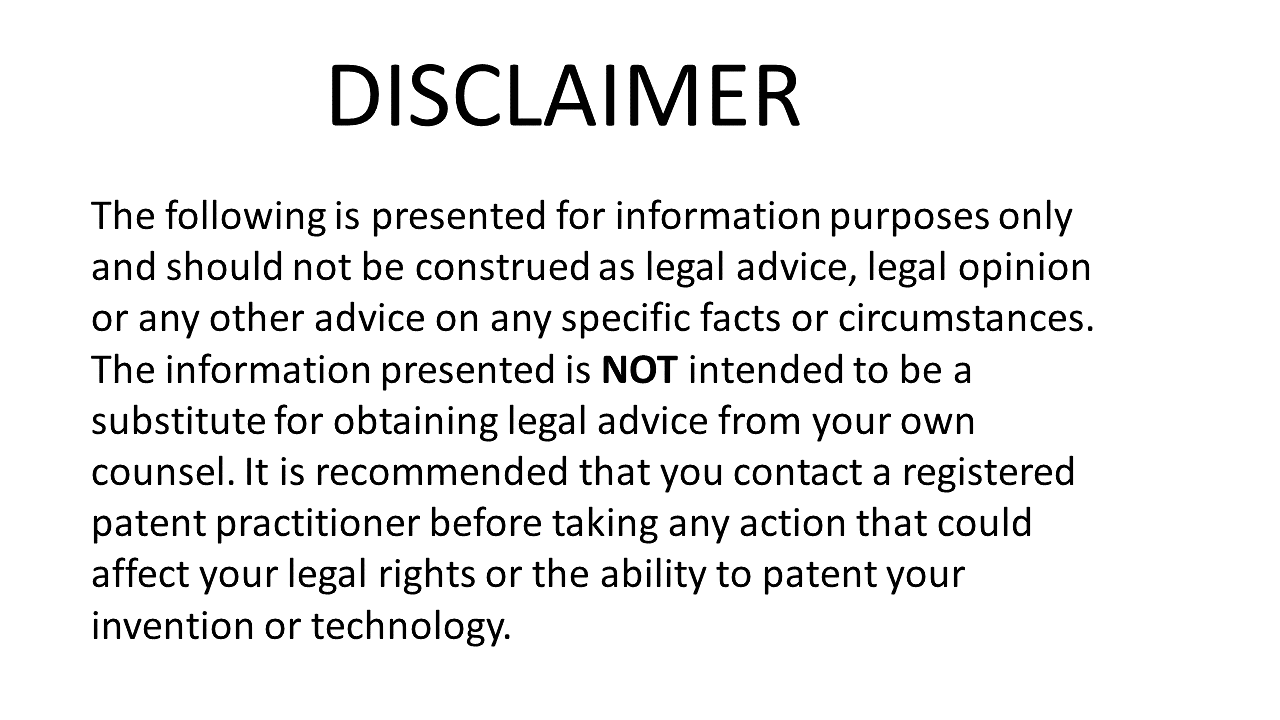 DISCLAIMER
The following is presented for information purposes only
and should not be construed as legal advice, legal opinion
or any other advice on any specific facts or circumstances.
The information presented is NOT intended to be a
substitute for obtaining legal advice from your own
counsel. It is recommended that you contact a registered
patent practitioner before taking any action that could
affect your legal rights or the ability to patent your
invention or technology.